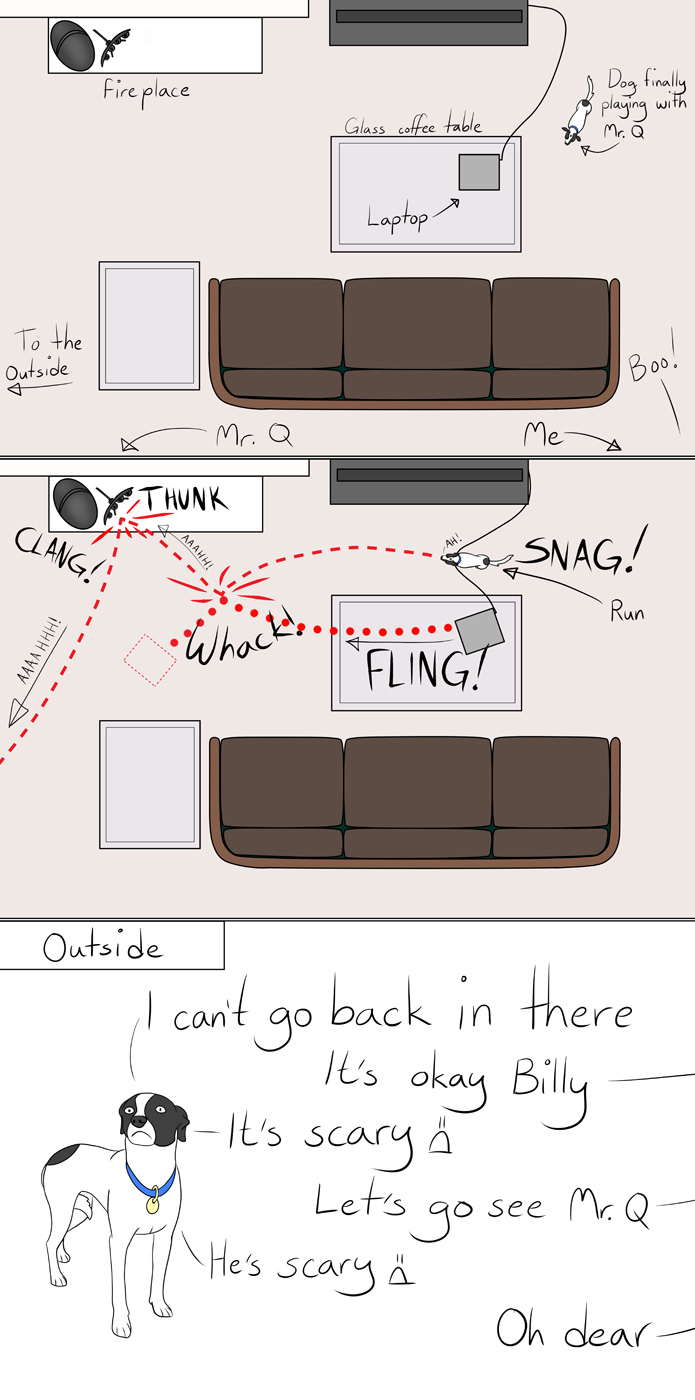 Fireplace
Dog finally
playing with
Mr. Q
Glass coffee table
Laptop
To the
Outside
Boo!
Mr. Q
Me
THUNK
CLANG!
AAAHH!
AH!
SNAG!
Run
AAAAHHH!
Whack!
FLING!
Outside
I can't go back in there
It's okay Billy
It's scary
Let's go see Mr. Q
He's scary
Oh dear